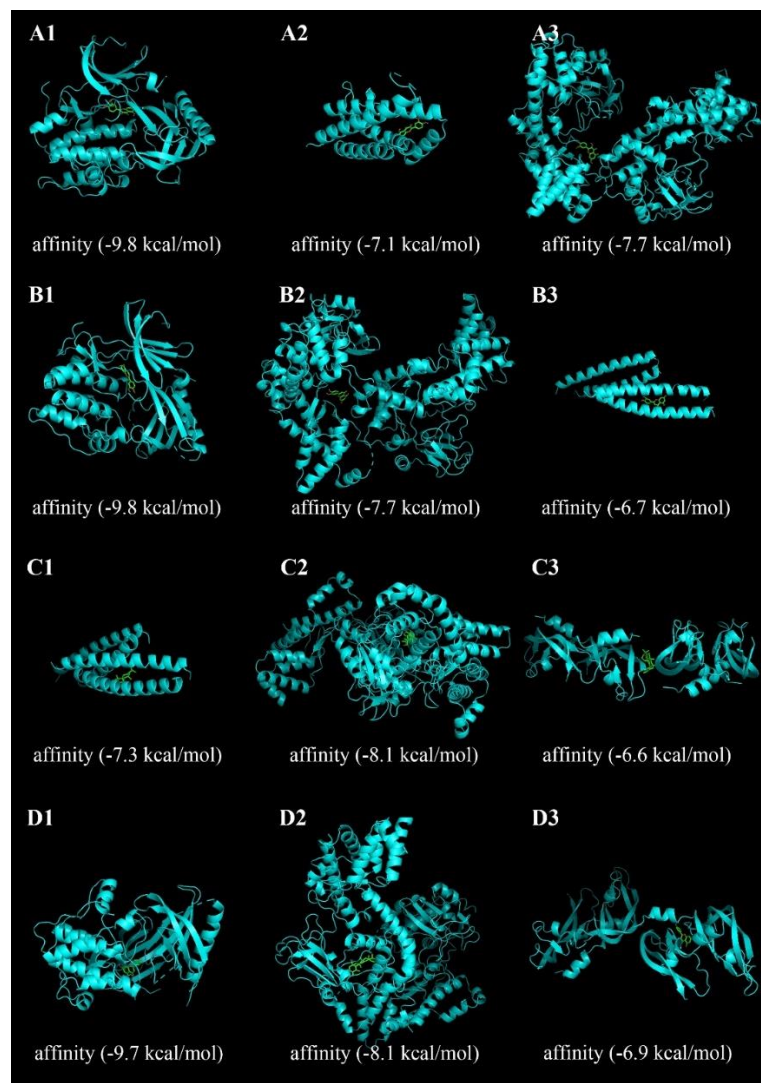 A1 A2 A3
affinity (-9.8 kcal/mol) affinity (-7.1 kcal/mol) affinity (-7.7 kcal/mol)
B1 B2 B3
affinity (-9.8 kcal/mol) affinity (-7.7 kcal/mol) affinity (-6.7 kcal/mol)
C1 C2 C3
affinity (-7.3 kcal/mol) affinity (-8.1 kcal/mol) affinity (-6.6 kcal/mol)
D1 D2 D3
affinity (-9.7 kcal/mol) affinity (-8.1 kcal/mol) affinity (-6.9 kcal/mol)